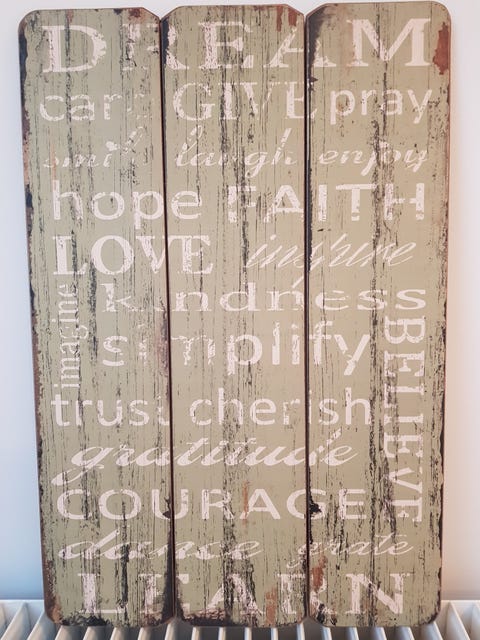 DREAM
care GIVE pray
smile laugh enjoy
hope FAITH
LOVE inspire
imagine
kindness
simplify
BELIEVE
trust cherish
gratitude
COURAGE
dance
LEARN